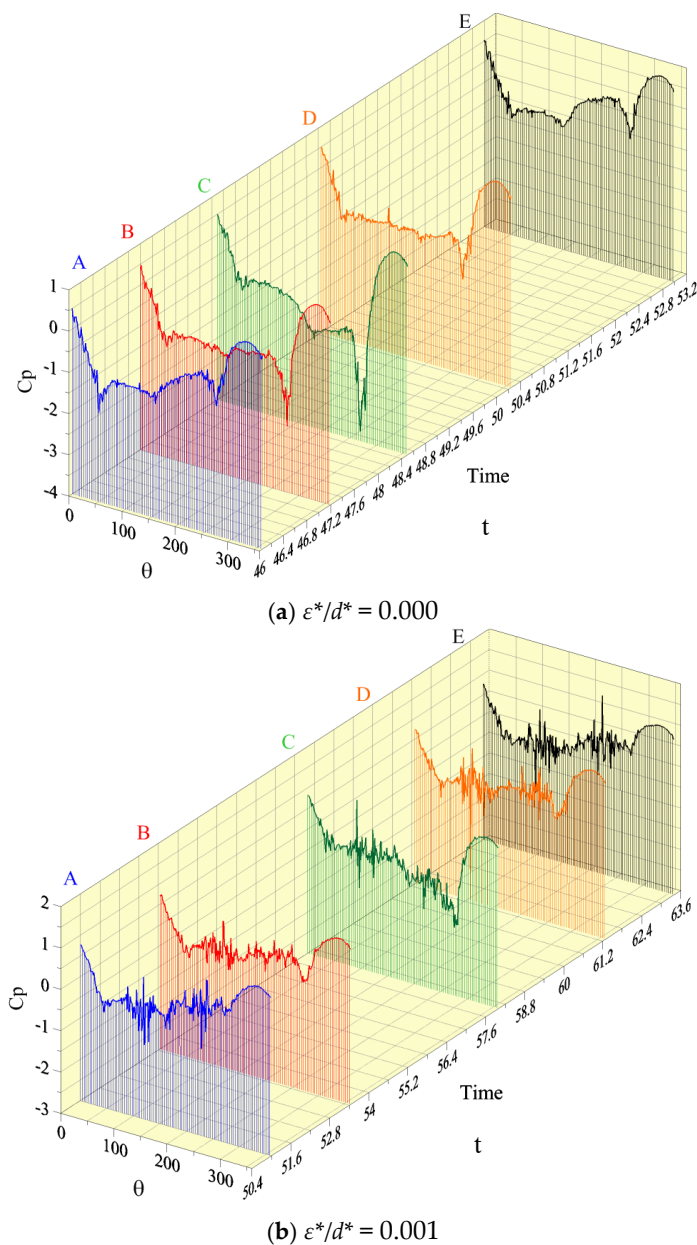 E
D
C
B
A
1
0
-1
-2
-3
-4
Cp
0
100
200
300
θ
46
46.4
46.8
47.2
47.6
48
48.4
48.8
49.2
49.6
50
50.4
50.8
51.2
51.6
52
52.4
52.8
53.2
Time
t
(a) ε*/d* = 0.000
E
D
C
B
A
2
1
0
-1
-2
-3
Cp
0
100
200
300
θ
50.4
51.6
52.8
54
55.2
56.4
57.6
58.8
60
61.2
62.4
63.6
Time
t
(b) ε*/d* = 0.001